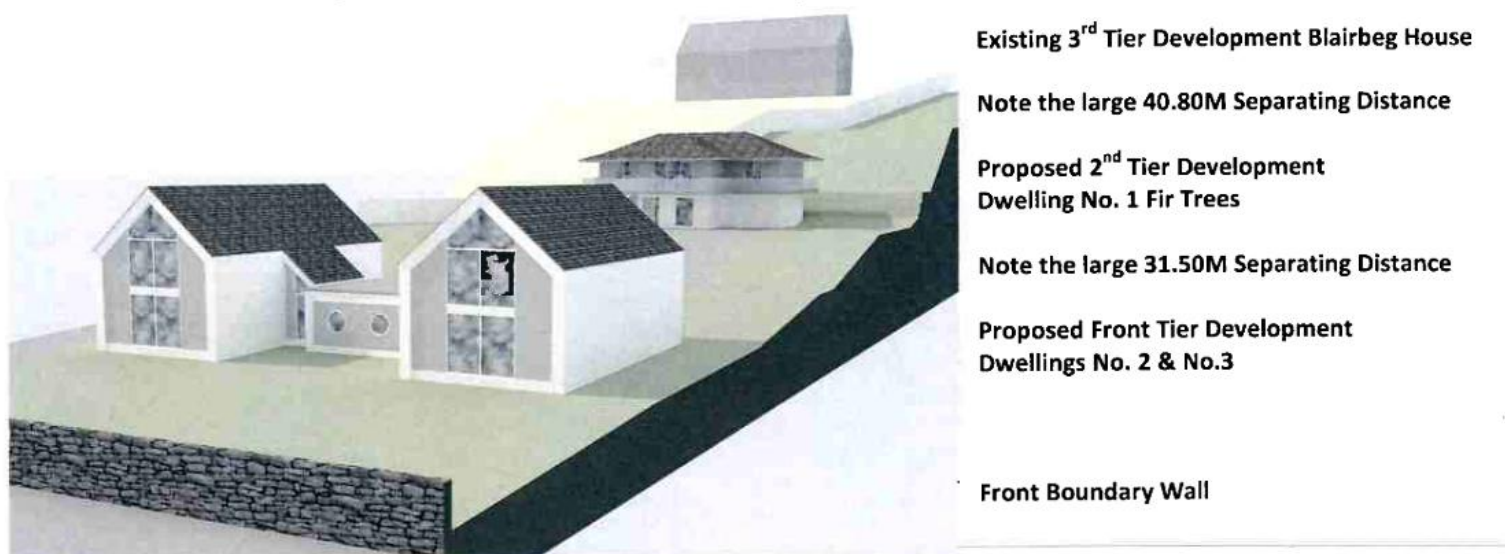 Existing 3rd Tier Development Blairbeg House
Note the large 40.80M Separating Distance
Proposed 2nd Tier Development
Dwelling No. 1 Fir Trees
Note the large 31.50M Separating Distance
Proposed Front Tier Development
Dwellings No. 2 & No.3
Front Boundary Wall